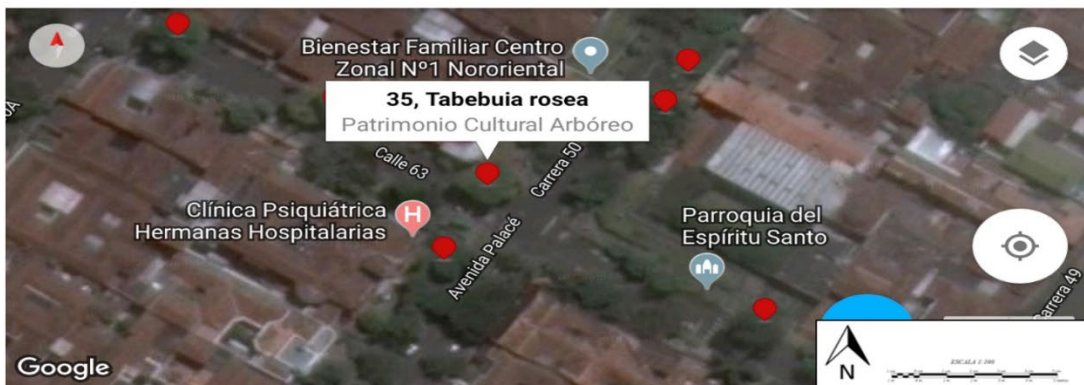 Bienestar Familiar Centro
Zonal Nº1 Nororiental
35, Tabebuia rosea
Patrimonio Cultural Arbóreo
Calle 63
Carrera 50
Clínica Psiquiátrica
Hermanas Hospitalarias
H
Avenida Palacé
Parroquia del
Espíritu Santo
Carrera 49
Google
N